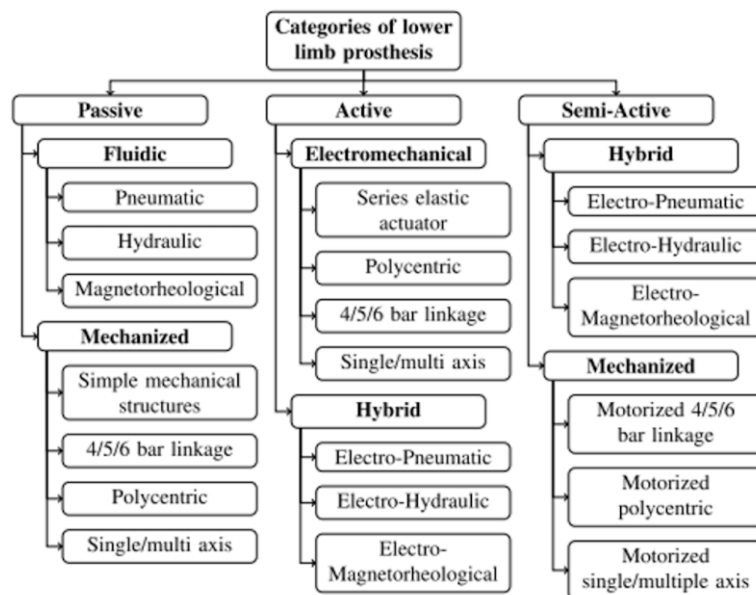 Categories of lower
limb prosthesis
Passive
Fluidic
Pneumatic
Hydraulic
Magnetorheological
Mechanized
Simple mechanical
structures
4/5/6 bar linkage
Polycentric
Single/multi axis
Active
Electromechanical
Series elastic
actuator
Polycentric
4/5/6 bar linkage
Single/multi axis
Hybrid
Electro-Pneumatic
Electro-Hydraulic
Electro-
Magnetorheological
Semi-Active
Hybrid
Electro-Pneumatic
Electro-Hydraulic
Electro-
Magnetorheological
Mechanized
Motorized 4/5/6
bar linkage
Motorized
polycentric
Motorized
single/multiple axis